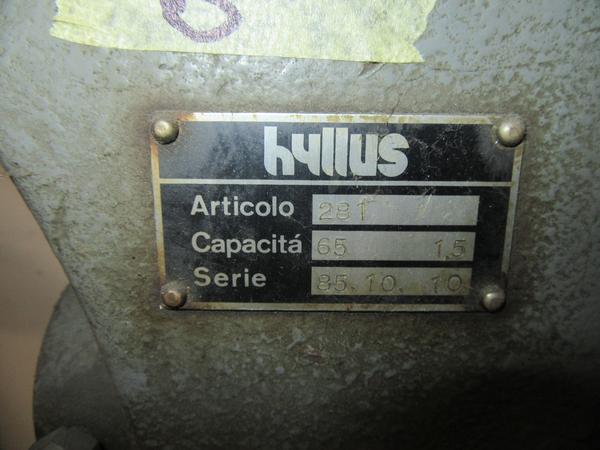 hyllus
Articolo 281
Capacitá 65 1,5
Serie 85.10. 10